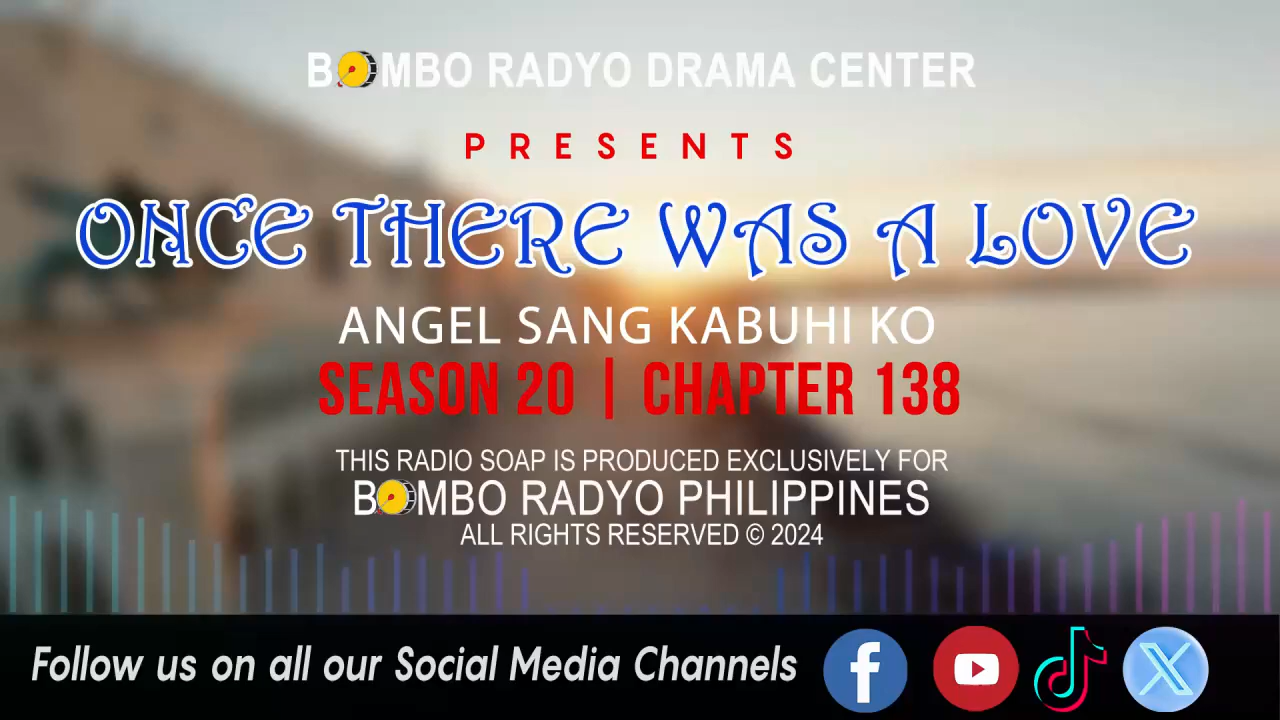 BOMBO RADYO DRAMA CENTER
PRESENTS
ONCE THERE WAS A LOVE
ANGEL SANG KABUHI KO
SEASON 20 | CHAPTER 138
THIS RADIO SOAP IS PRODUCED EXCLUSIVELY FOR
BOMBO RADYO PHILIPPINES
ALL RIGHTS RESERVED © 2024
Follow us on all our Social Media Channels